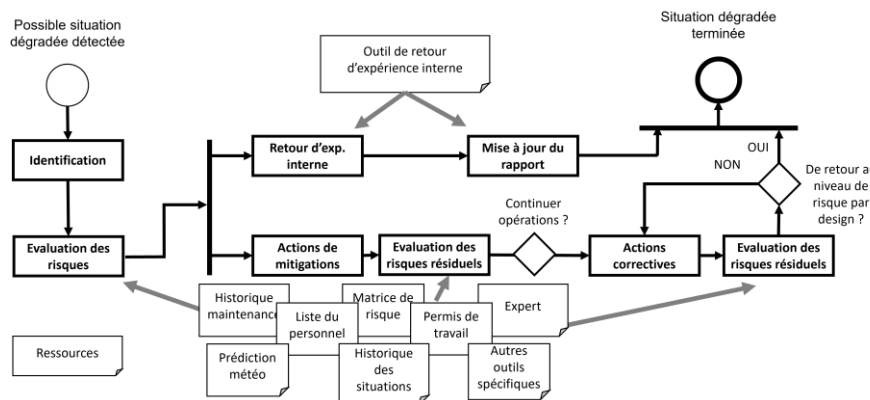 Possible situation
dégradée détectée
Situation dégradée
terminée
Outil de retour
d'expérience interne
Identification
Retour d'exp.
interne
Mise à jour du
rapport
OUI
NON
De retour au
niveau de
risque par
design ?
Continuer
opérations ?
Evaluation des
risques
Actions de
mitigations
Evaluation des
risques résiduels
Actions
correctives
Evaluation des
risques résiduels
Historique
maintenance
Matrice de
risque
Expert
Liste du
personnel
Permis de
travail
Ressources
Prédiction
météo
Historique
des
situations
Autres
outils
spécifiques